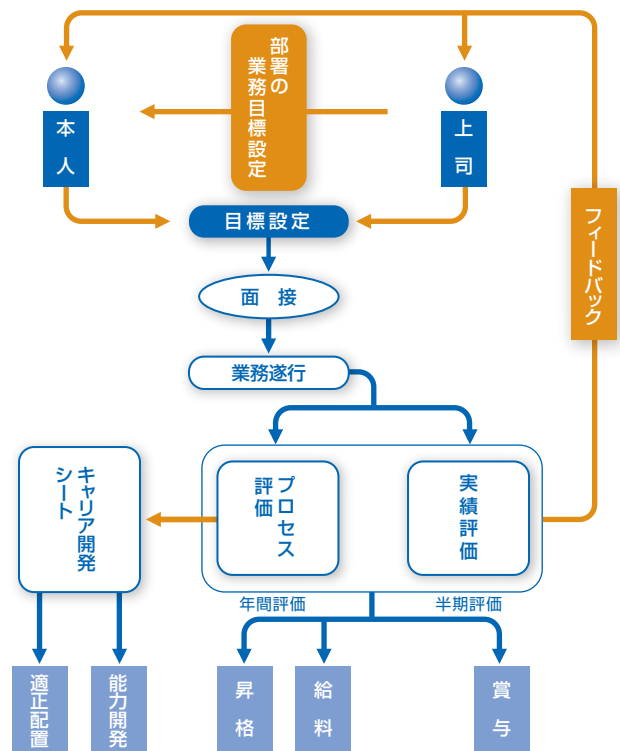 部署の
業務目標設定
本人
上司
目標設定
フィードバック
面接
業務遂行
キャリア開発
シート
プロセス
評価
実績評価
年間評価
半期評価
適正配置
能力開発
昇格
給料
賞与